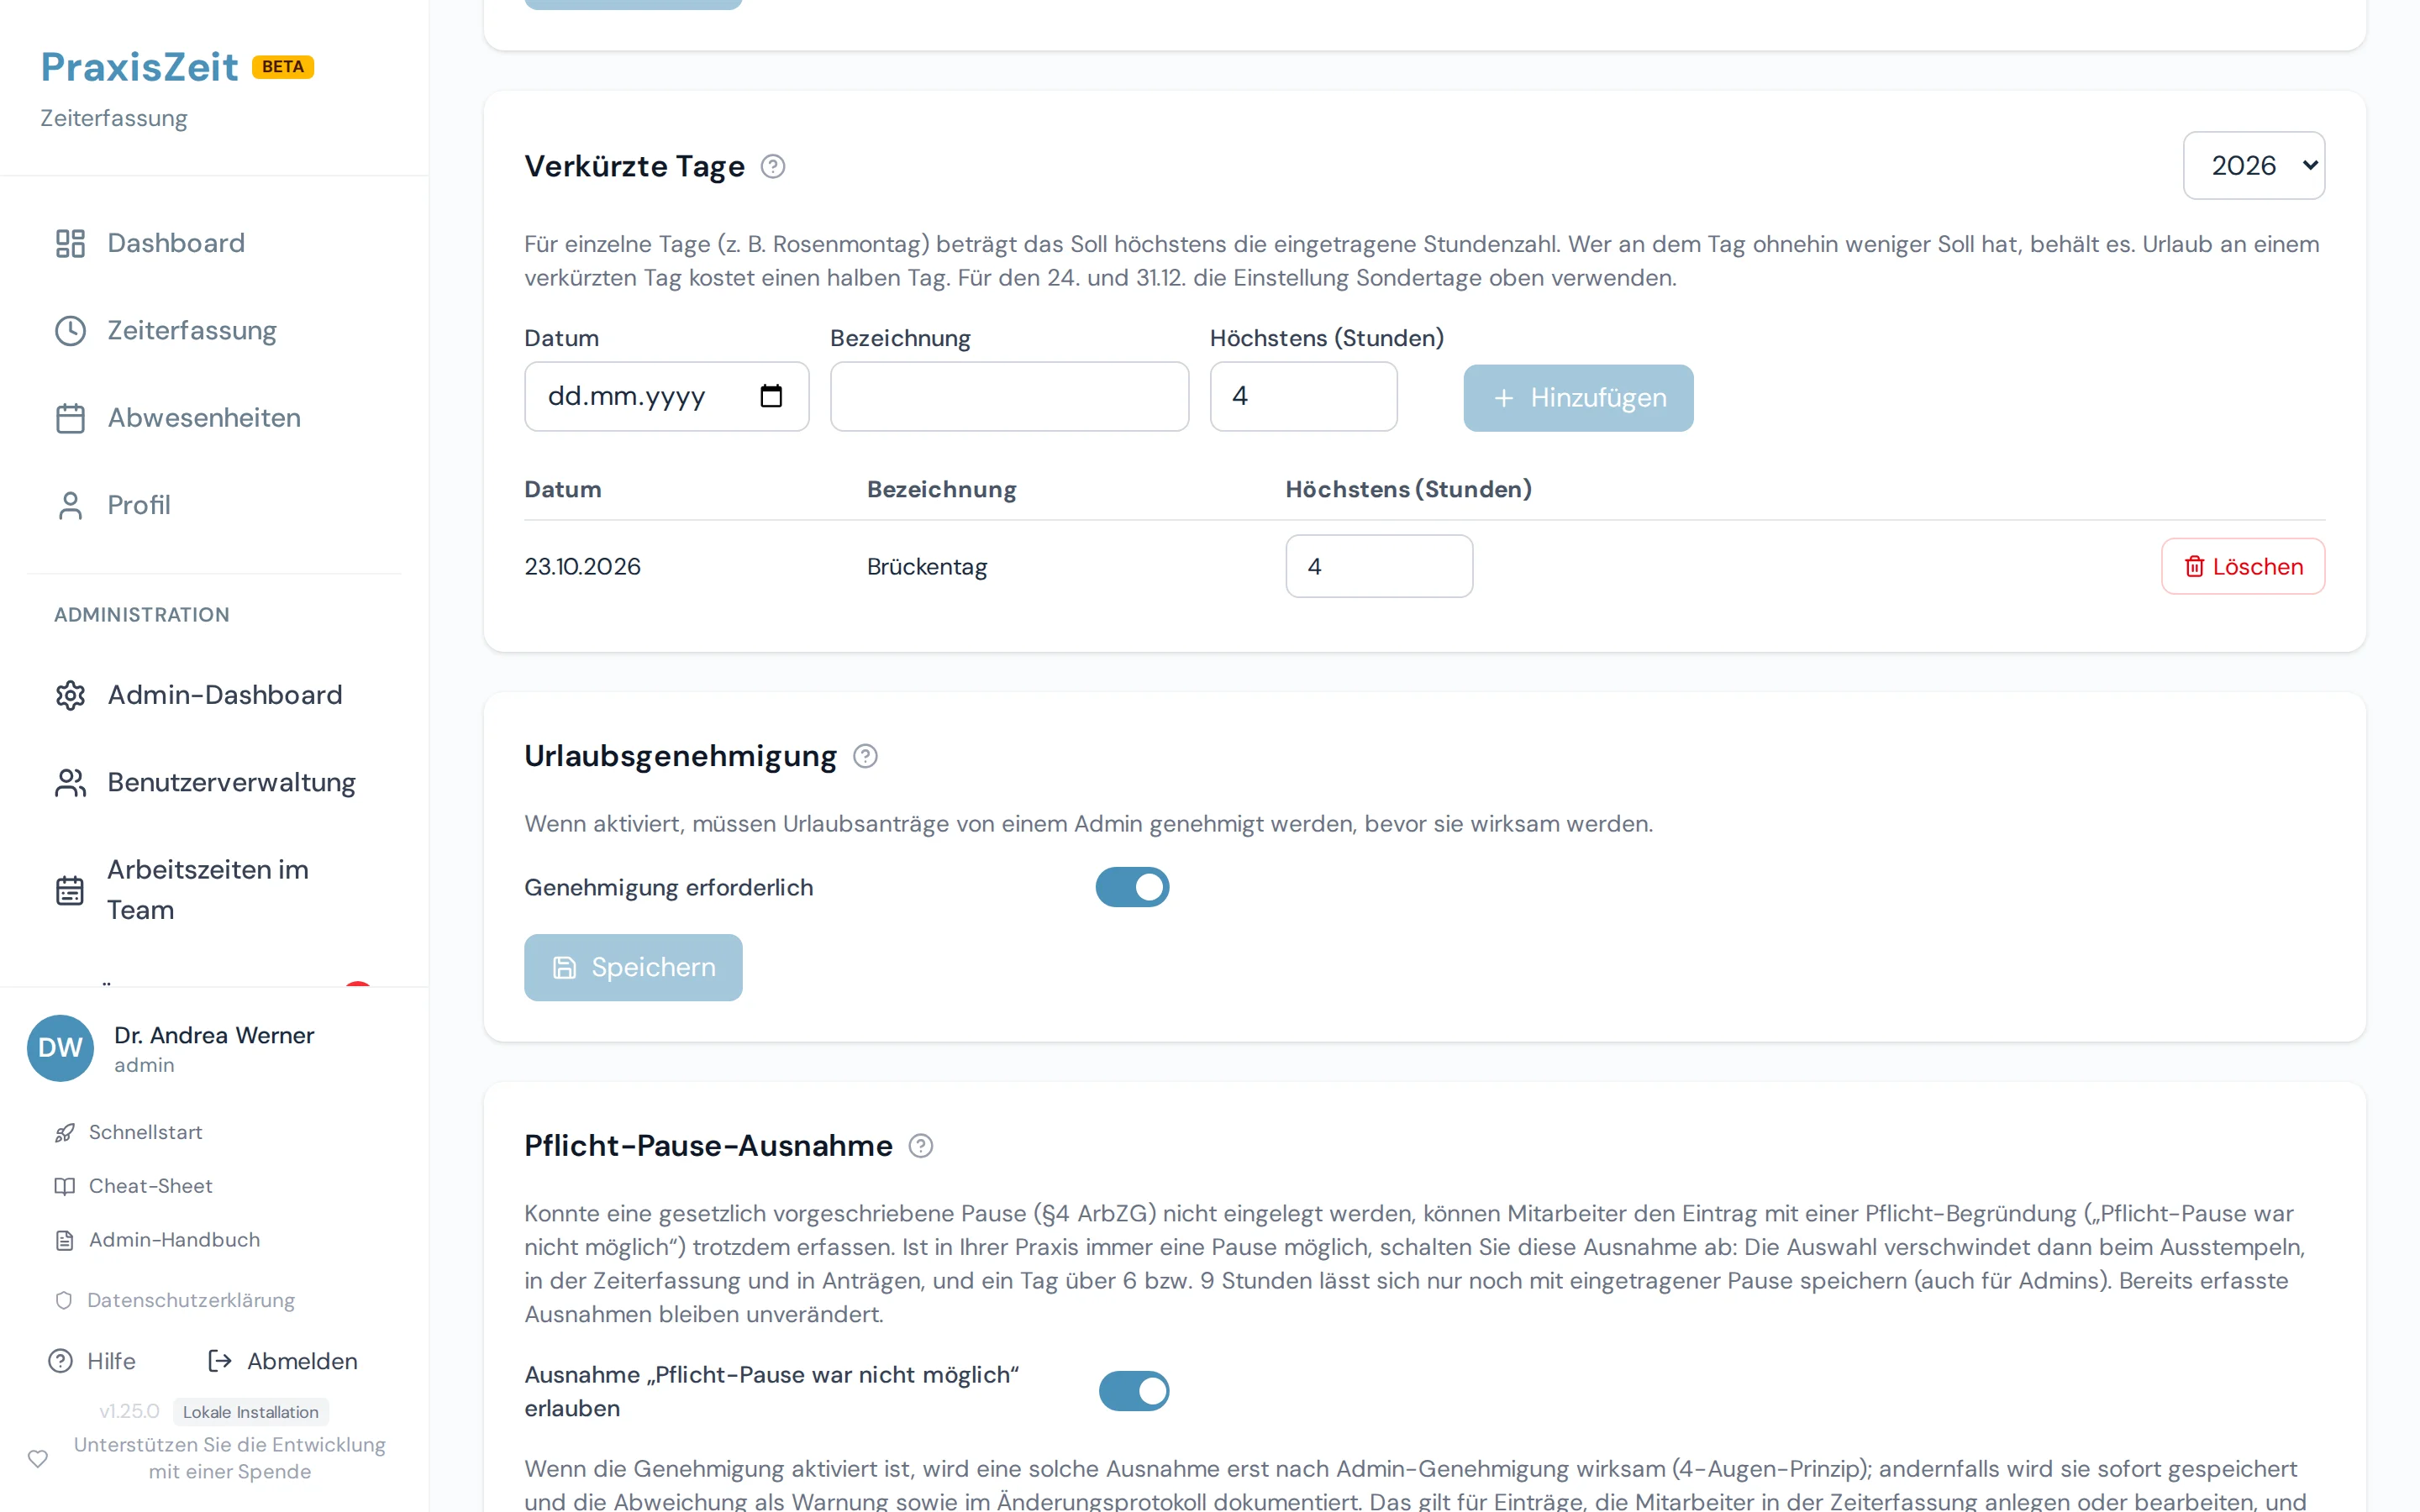 PraxisZeit BETA
Zeiterfassung
Dashboard
Zeiterfassung
Abwesenheiten
Profil
ADMINISTRATION
Admin-Dashboard
Benutzerverwaltung
Arbeitszeiten im
Team
DW
Dr. Andrea Werner
admin
Schnellstart
Cheat-Sheet
Admin-Handbuch
Datenschutzerklärung
Hilfe Abmelden
v1.25.0 Lokale Installation
Unterstützen Sie die Entwicklung
mit einer Spende
Verkürzte Tage
2026
Für einzelne Tage (z. B. Rosenmontag) beträgt das Soll höchstens die eingetragene Stundenzahl. Wer an dem Tag ohnehin weniger Soll hat, behält es. Urlaub an einem
verkürzten Tag kostet einen halben Tag. Für den 24. und 31.12. die Einstellung Sondertage oben verwenden.
Datum Bezeichnung Höchstens (Stunden)
dd.mm.yyyy 4 Hinzufügen
Datum Bezeichnung Höchstens (Stunden)
23.10.2026 Brückentag 4 Löschen
Urlaubsgenehmigung
Wenn aktiviert, müssen Urlaubsanträge von einem Admin genehmigt werden, bevor sie wirksam werden.
Genehmigung erforderlich
Speichern
Pflicht-Pause-Ausnahme
Konnte eine gesetzlich vorgeschriebene Pause (§4 ArbZG) nicht eingelegt werden, können Mitarbeiter den Eintrag mit einer Pflicht-Begründung („Pflicht-Pause war
nicht möglich“) trotzdem erfassen. Ist in Ihrer Praxis immer eine Pause möglich, schalten Sie diese Ausnahme ab: Die Auswahl verschwindet dann beim Ausstempeln,
in der Zeiterfassung und in Anträgen, und ein Tag über 6 bzw. 9 Stunden lässt sich nur noch mit eingetragener Pause speichern (auch für Admins). Bereits erfasste
Ausnahmen bleiben unverändert.
Ausnahme „Pflicht-Pause war nicht möglich“
erlauben
Wenn die Genehmigung aktiviert ist, wird eine solche Ausnahme erst nach Admin-Genehmigung wirksam (4-Augen-Prinzip); andernfalls wird sie sofort gespeichert
und die Abweichung als Warnung sowie im Änderungsprotokoll dokumentiert. Das gilt für Einträge, die Mitarbeiter in der Zeiterfassung anlegen oder bearbeiten, und